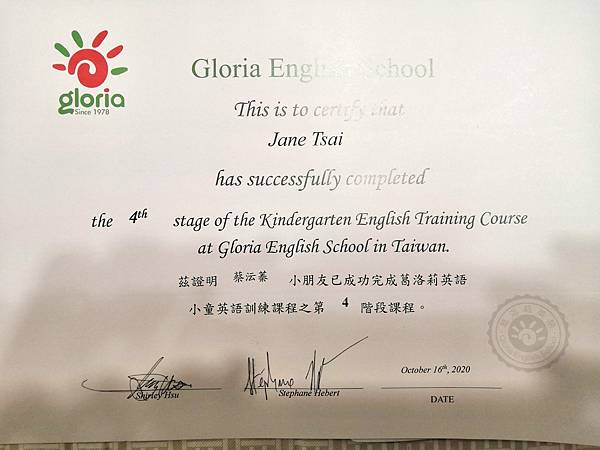 gloria
Since 1978
Gloria English School
This is to certify that
Jane Tsai
has successfully completed
the 4th stage of the Kindergarten English Training Course
at Gloria English School in Taiwan.
茲證明 蔡沄蓁 小朋友已成功完成葛洛莉英語
小童英語訓練課程之第 4 階段課程。
Shirley Hsu
Stephane Hebert
October 16th, 2020
DATE